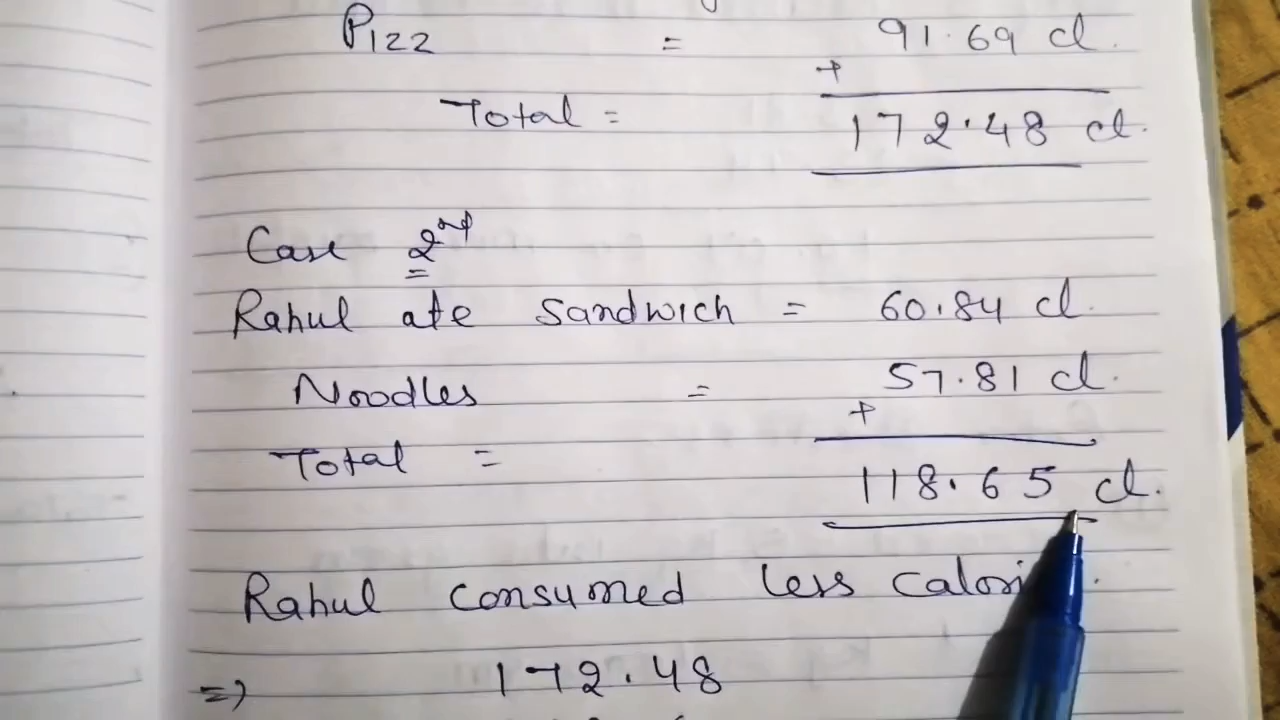 Pizz = 91.69 cl.
+
Total = 172.48 cl.
Case 2nd
Rahul ate Sandwich = 60.84 cl.
Noodles = 57.81 cl.
+
Total = 118.65 cl.
Rahul consumed less
=> 172.48